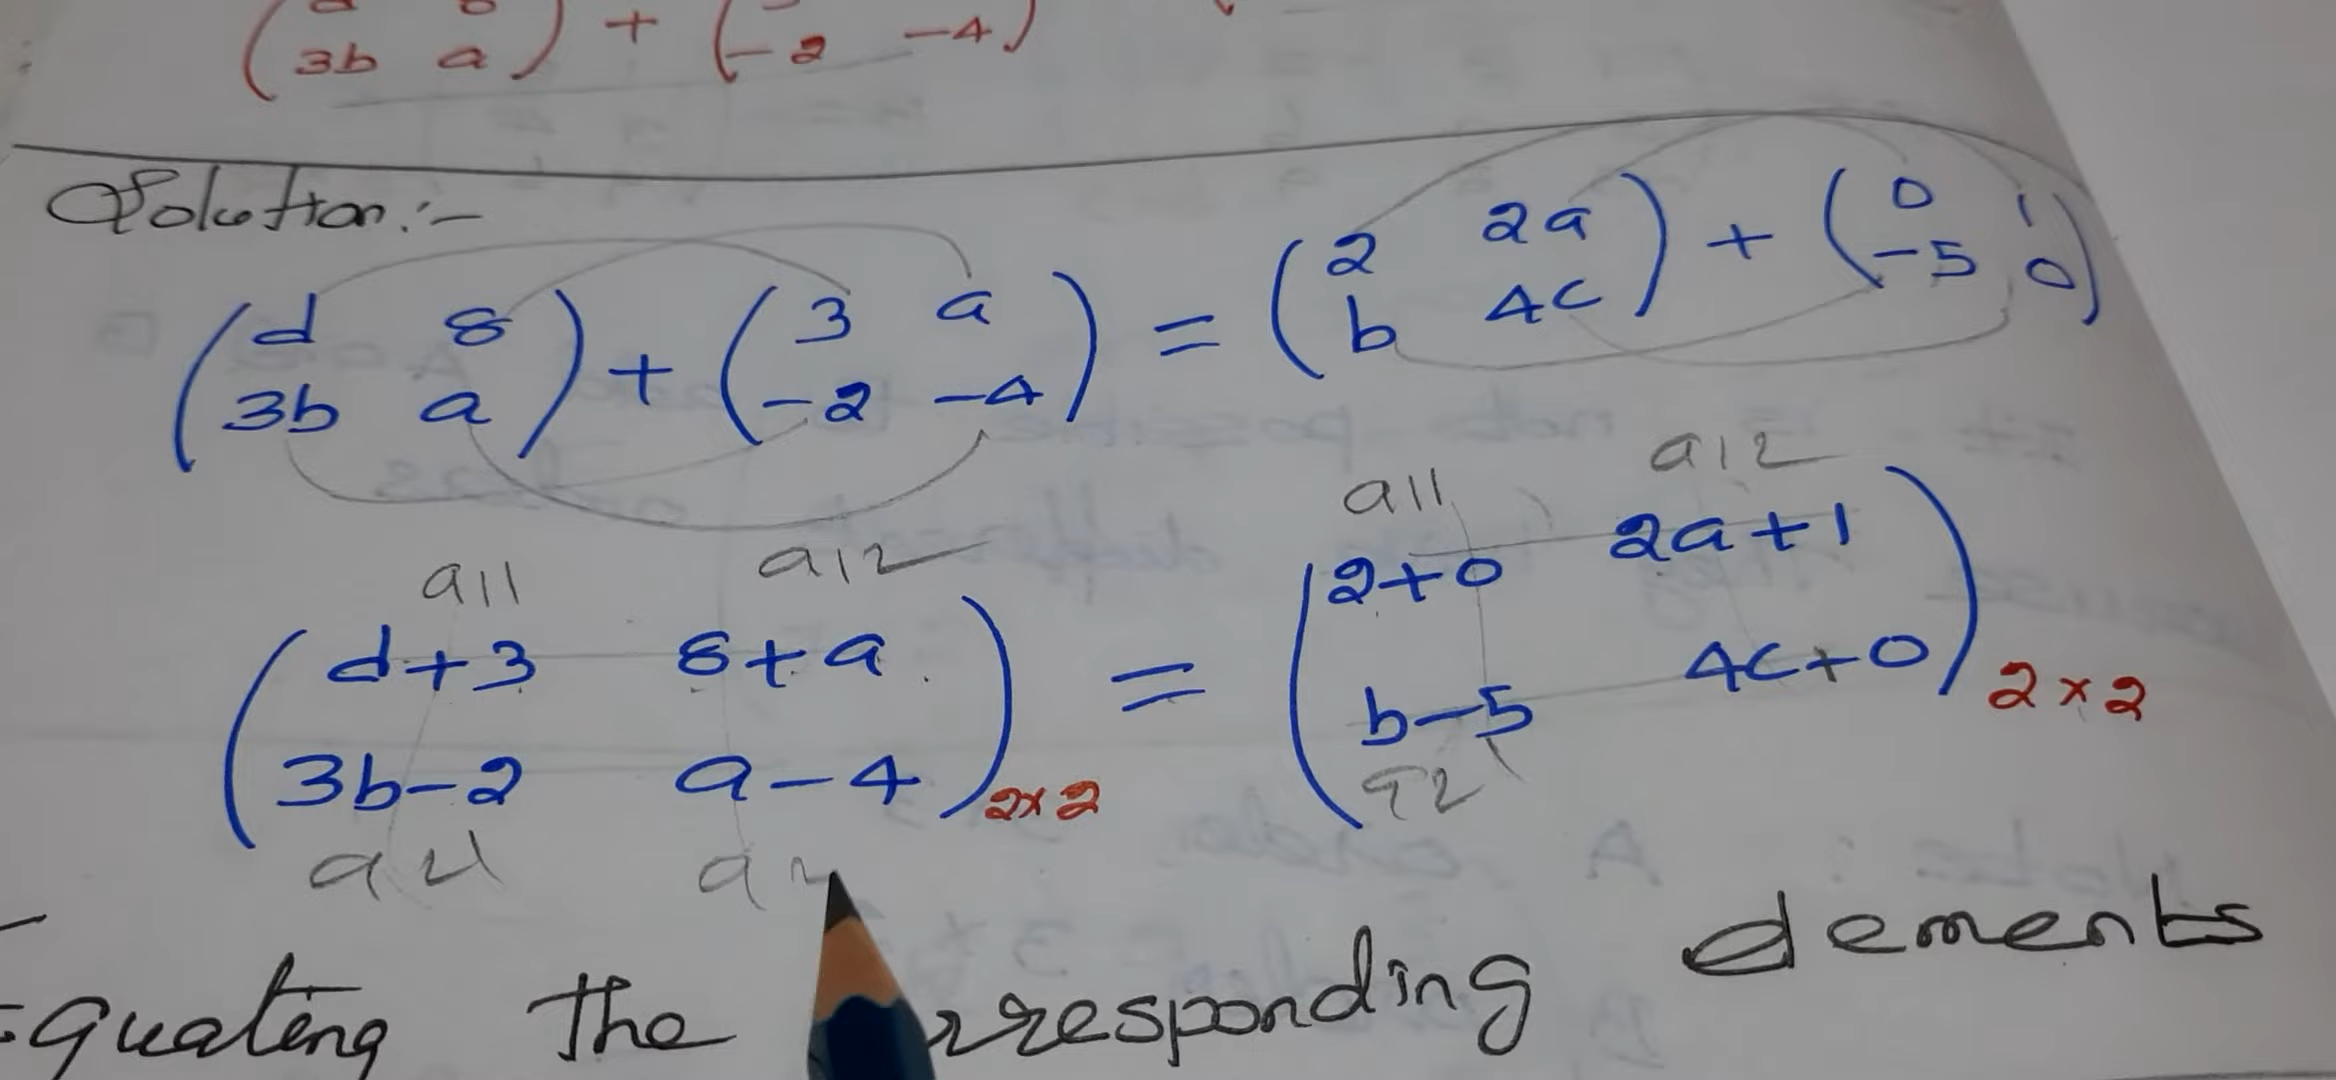 3b a ) + ( -2 -4 )
Solution:-
( d 8 ) + ( 3 a ) = ( 2 2a ) + ( 0 1 )
( 3b a ) + ( -2 -4 ) = ( b 4c ) + ( -5 0 )
a11 a12 a11 a12
( d+3 8+a ) = ( 2+0 2a+1 )
( 3b-2 a-4 ) 2×2 = ( b-5 4c+0 ) 2×2
a21 a2 a21
Equating the rresponding elements